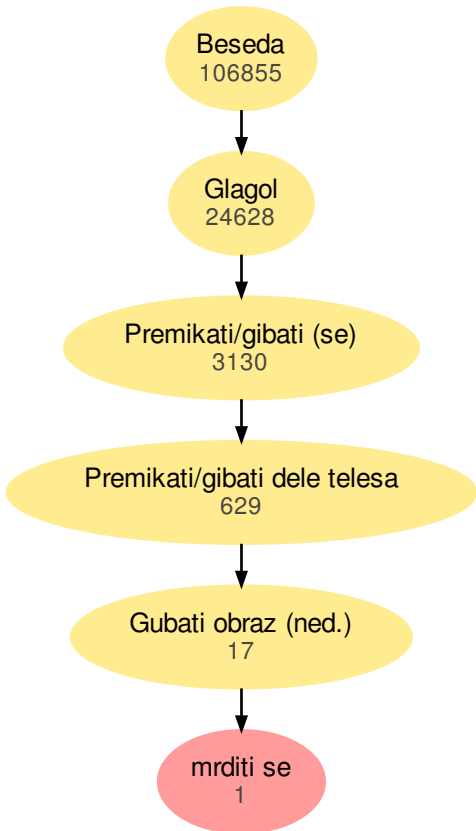 Beseda
106855
Glagol
24628
Premikati/gibati (se)
3130
Premikati/gibati dele telesa
629
Gubati obraz (ned.)
17
mrditi se
1